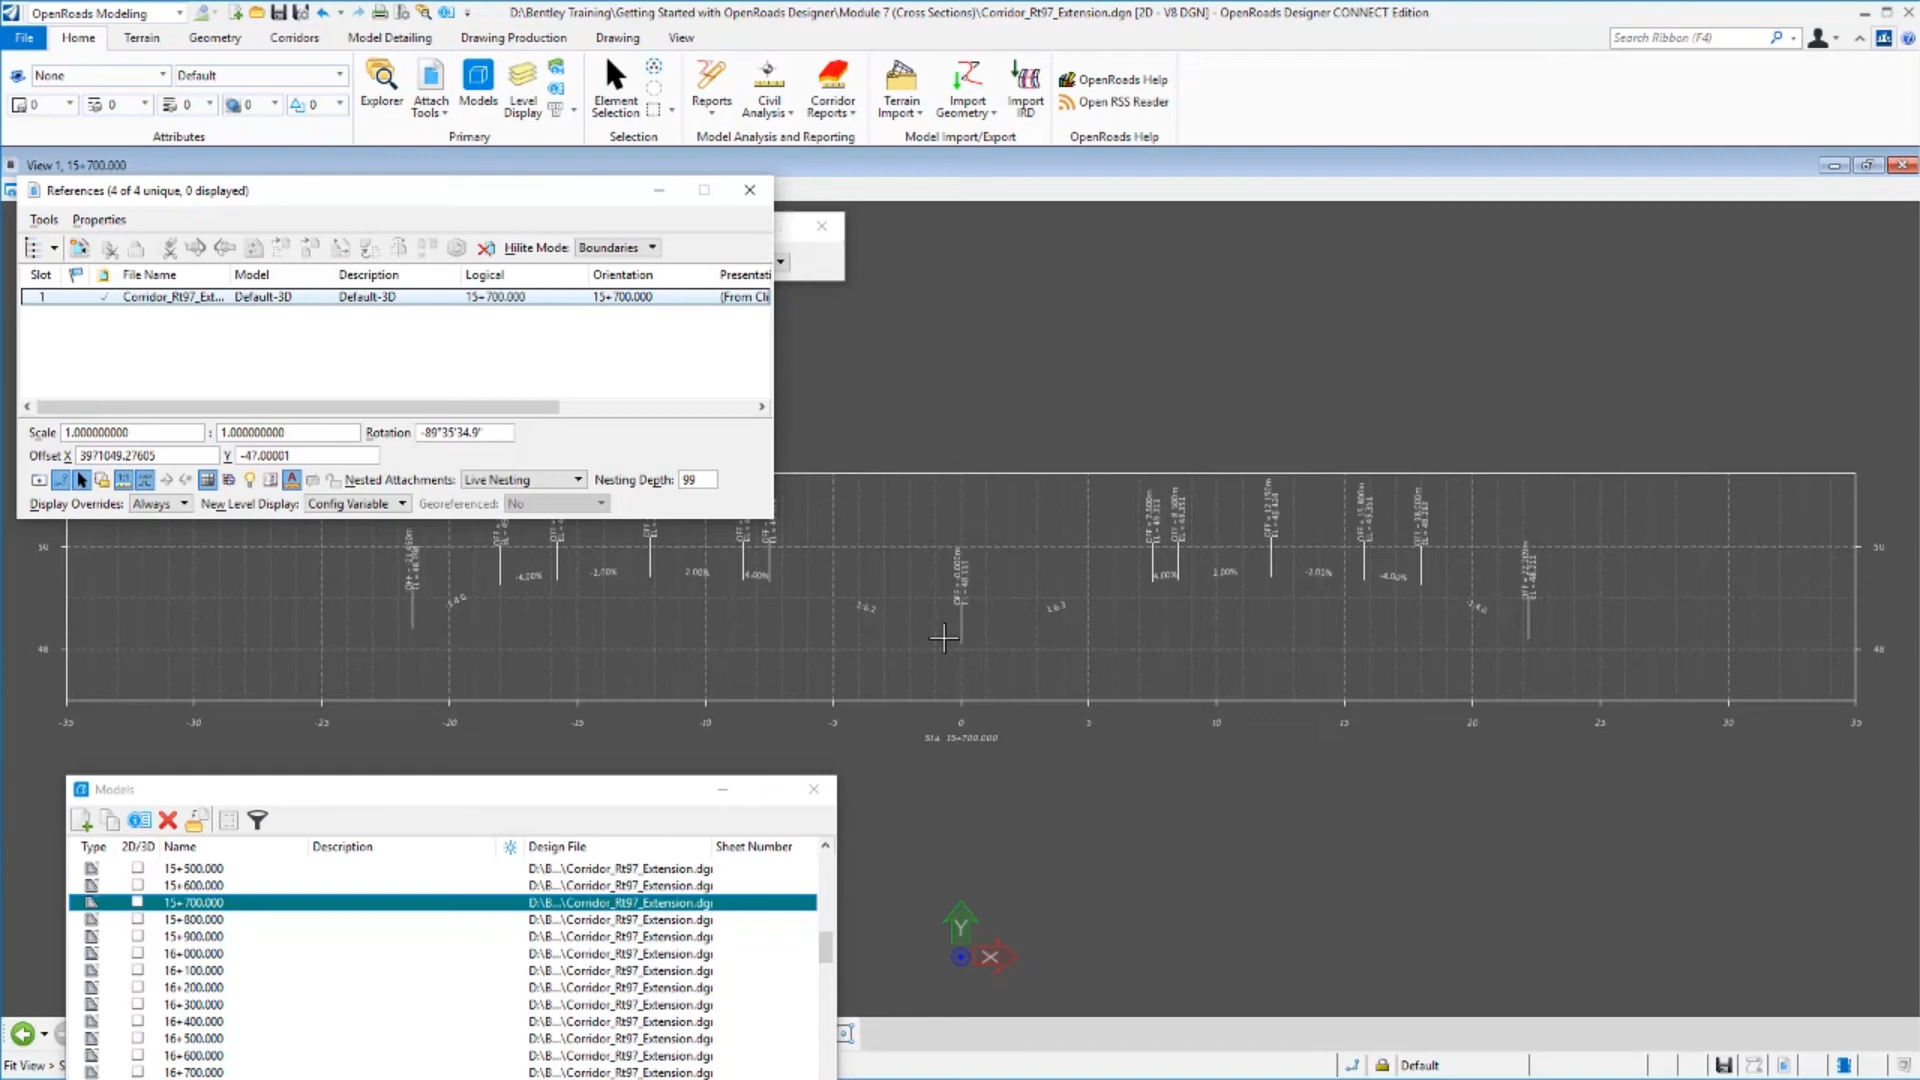 OpenRoads Modeling
D:\Bentley Training\Getting Started with OpenRoads Designer\Module 7 (Cross Sections)\Corridor_Rt97_Extension.dgn [2D - V8 DGN] - OpenRoads Designer CONNECT Edition
File Home Terrain Geometry Corridors Model Detailing Drawing Production Drawing View
Search Ribbon (F4)
None Default
0 0 0 0 0
Explorer Attach Tools Models Level Display Element Selection Reports Civil Analysis Corridor Reports Terrain Import Import Geometry Import IRD
OpenRoads Help
Open RSS Reader
Attributes Primary Selection Model Analysis and Reporting Model Import/Export OpenRoads Help
View 1, 15+700.000
References (4 of 4 unique, 0 displayed)
Tools Properties
Hilite Mode: Boundaries
Slot File Name Model Description Logical Orientation Presentati
1 Corridor_Rt97_Ext... Default-3D Default-3D 15+700.000 15+700.000 (From Cli
Scale 1.000000000 : 1.000000000 Rotation -89°35'34.9"
Offset X 3971049.27605 Y -47.00001
Nested Attachments: Live Nesting Nesting Depth: 99
Display Overrides: Always New Level Display: Config Variable Georeferenced: No
50 50
-4.00% 2.00% 4.00% 4.00% 2.00% -2.00% -4.00%
48 48
-35 -30 -25 -20 -15 -10 -5 0 5 10 15 20 25 30 35
Sta. 15+700.000
Models
Type 2D/3D Name Description Design File Sheet Number
15+500.000 D:\B...\Corridor_Rt97_Extension.dgn
15+600.000 D:\B...\Corridor_Rt97_Extension.dgn
15+700.000 D:\B...\Corridor_Rt97_Extension.dgn
15+800.000 D:\B...\Corridor_Rt97_Extension.dgn
15+900.000 D:\B...\Corridor_Rt97_Extension.dgn
16+000.000 D:\B...\Corridor_Rt97_Extension.dgn
16+100.000 D:\B...\Corridor_Rt97_Extension.dgn
16+200.000 D:\B...\Corridor_Rt97_Extension.dgn
16+300.000 D:\B...\Corridor_Rt97_Extension.dgn
16+400.000 D:\B...\Corridor_Rt97_Extension.dgn
16+500.000 D:\B...\Corridor_Rt97_Extension.dgn
16+600.000 D:\B...\Corridor_Rt97_Extension.dgn
16+700.000 D:\B...\Corridor_Rt97_Extension.dgn
Y
X
Fit View > S
Default